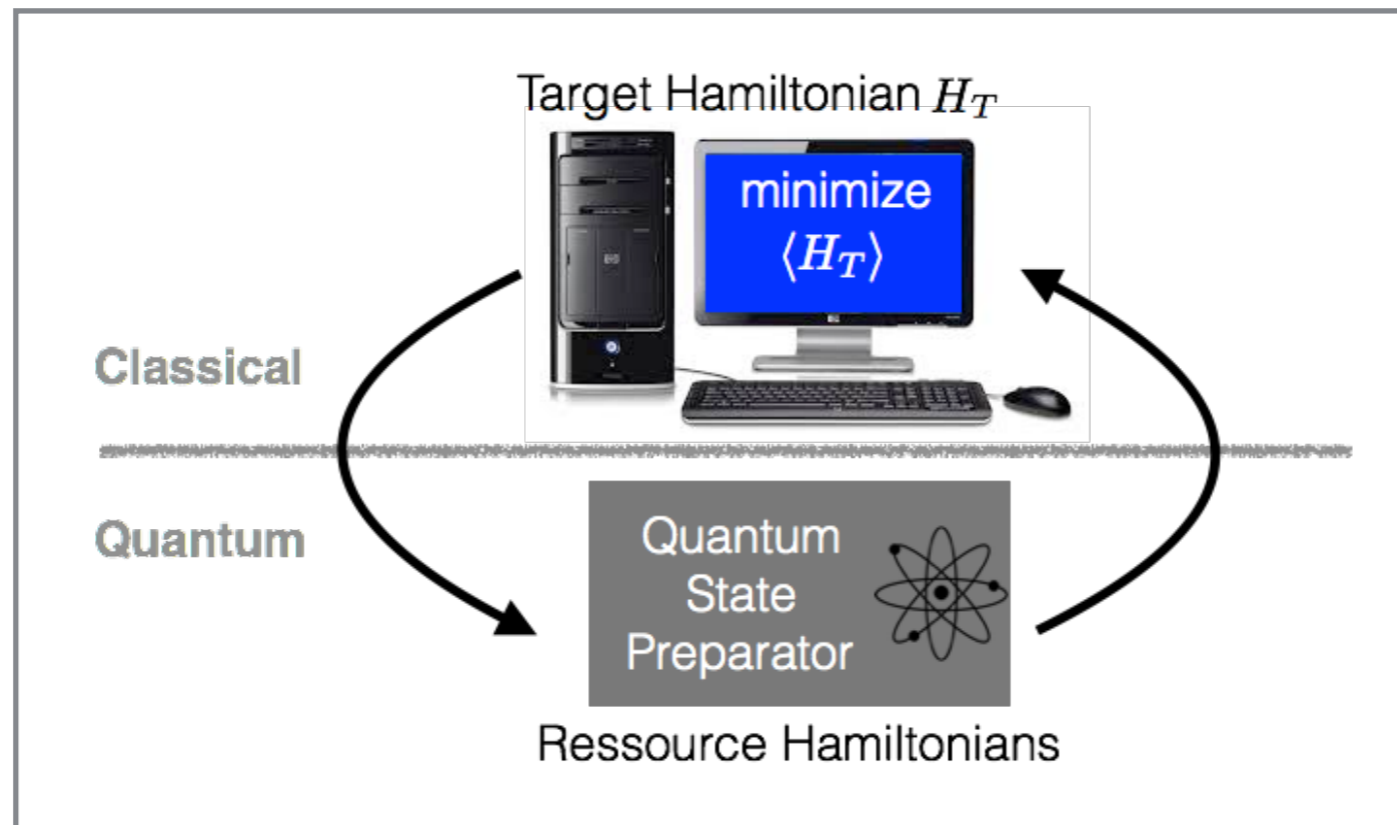 Target Hamiltonian H_T
minimize
⟨H_T⟩
Classical
Quantum
Quantum
State
Preparator
Ressource Hamiltonians